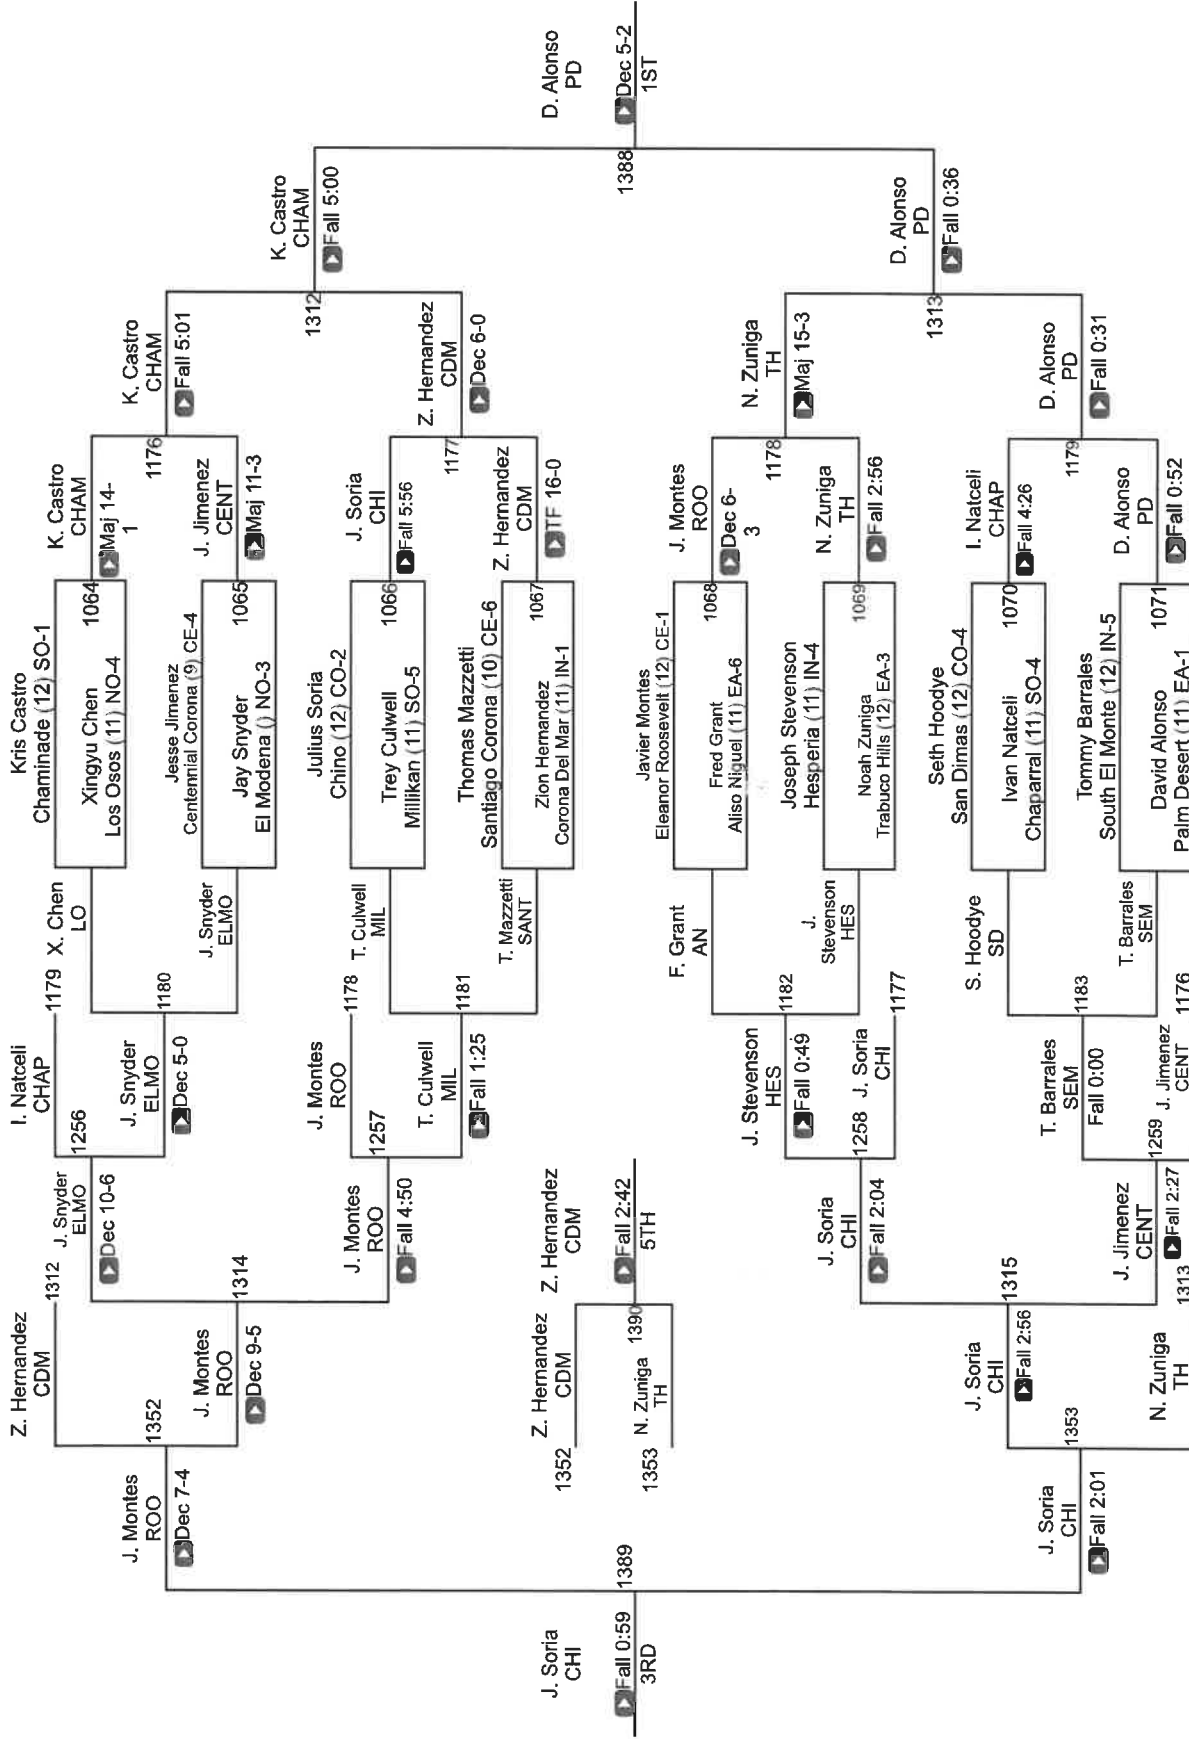 Kris Castro
Chaminade (12) SO-1
Xingyu Chen
Los Osos (11) NO-4
1064
Jesse Jimenez
Centennial Corona (9) CE-4
Jay Snyder
El Modena () NO-3
1065
Julius Soria
Chino (12) CO-2
Trey Culwell
Millikan (11) SO-5
1066
Thomas Mazzetti
Santiago Corona (10) CE-6
Zion Hernandez
Corona Del Mar (11) IN-1
1067
Javier Montes
Eleanor Roosevelt (12) CE-1
Fred Grant
Aliso Niguel (11) EA-6
1068
Joseph Stevenson
Hesperia (11) IN-4
Noah Zuniga
Trabuco Hills (12) EA-3
1069
Seth Hoodye
San Dimas (12) CO-4
Ivan Natceli
Chaparral (11) SO-4
1070
Tommy Barrales
South El Monte (12) IN-5
David Alonso
Palm Desert (11) EA-1
1071
K. Castro
CHAM
Maj 14-
1
J. Jimenez
CENT
Maj 11-3
1176
J. Soria
CHI
Fall 5:56
Z. Hernandez
CDM
TF 16-0
1177
J. Montes
ROO
Dec 6-
3
N. Zuniga
TH
Fall 2:56
1178
I. Natceli
CHAP
Fall 4:26
D. Alonso
PD
Fall 0:52
1179
K. Castro
CHAM
Fall 5:01
Z. Hernandez
CDM
Dec 6-0
1312
N. Zuniga
TH
Maj 15-3
D. Alonso
PD
Fall 0:31
1313
K. Castro
CHAM
Fall 5:00
D. Alonso
PD
Fall 0:36
1388
D. Alonso
PD
Dec 5-2
1ST
X. Chen
LO
J. Snyder
ELMO
1180
T. Culwell
MIL
T. Mazzetti
SANT
1181
F. Grant
AN
J.
Stevenson
HES
1182
S. Hoodye
SD
T. Barrales
SEM
1183
I. Natceli
CHAP
1179
J. Snyder
ELMO
Dec 5-0
1256
J. Montes
ROO
1178
T. Culwell
MIL
Fall 1:25
1257
J. Stevenson
HES
Fall 0:49
J. Soria
CHI
1177
1258
T. Barrales
SEM
Fall 0:00
J. Jimenez
CENT
1176
1259
Z. Hernandez
CDM
1312
J. Snyder
ELMO
Dec 10-6
J. Montes
ROO
Fall 4:50
1314
J. Soria
CHI
Fall 2:04
J. Jimenez
CENT
Fall 2:27
1315
1313
J. Montes
ROO
Dec 9-5
1352
J. Soria
CHI
Fall 2:56
N. Zuniga
TH
1353
J. Montes
ROO
Dec 7-4
J. Soria
CHI
Fall 2:01
1389
J. Soria
CHI
Fall 0:59
3RD
1352
Z. Hernandez
CDM
1353
N. Zuniga
TH
1390
Z. Hernandez
CDM
Fall 2:42
5TH